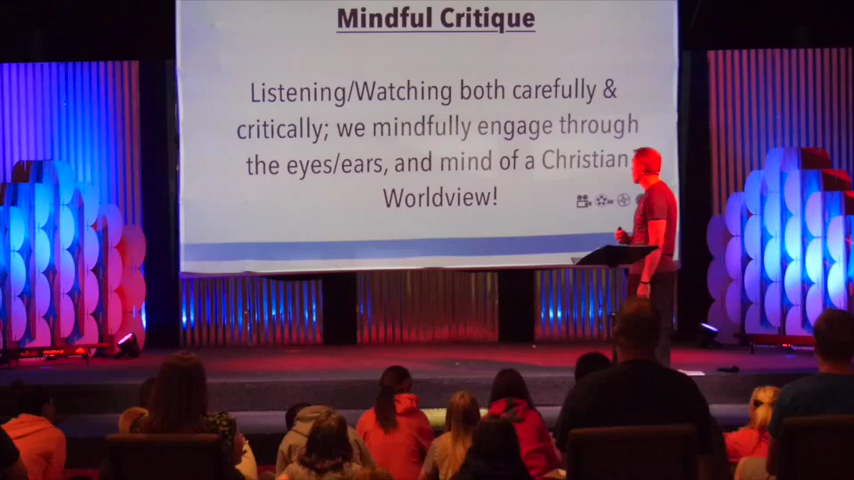 Mindful Critique
Listening/Watching both carefully &
critically; we mindfully engage through
the eyes/ears, and mind of a Christian
Worldview!